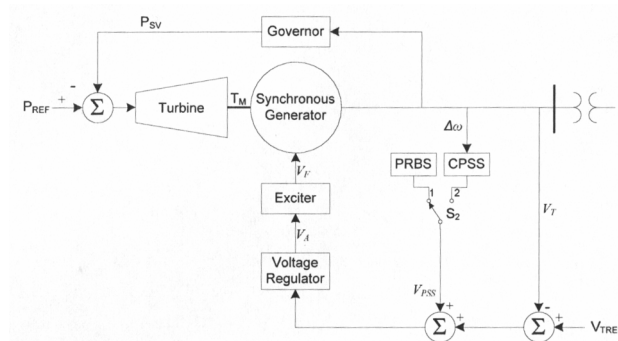 P_SV
Governor
-
P_REF
+
Σ
Turbine
T_M
Synchronous
Generator
Δω
PRBS
CPSS
V_F
1
2
S_2
Exciter
V_T
V_A
Voltage
Regulator
V_PSS
+
-
Σ
+
Σ
+
V_TRE